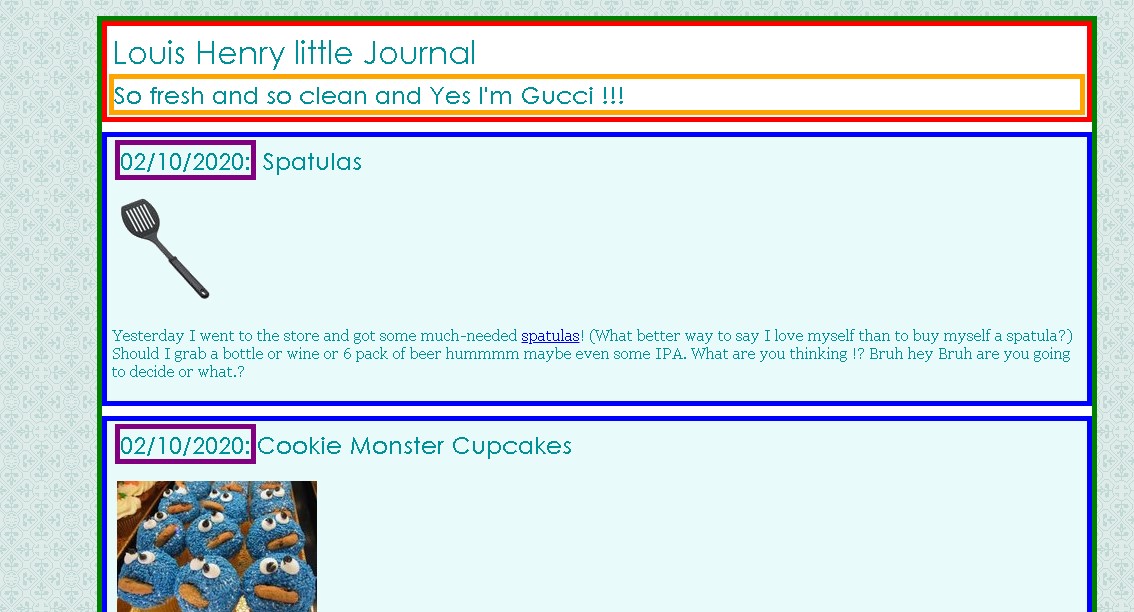 Louis Henry little Journal
So fresh and so clean and Yes I'm Gucci !!!
02/10/2020: Spatulas
Yesterday I went to the store and got some much-needed spatulas! (What better way to say I love myself than to buy myself a spatula?)
Should I grab a bottle or wine or 6 pack of beer hummmm maybe even some IPA. What are you thinking !? Bruh hey Bruh are you going
to decide or what.?
02/10/2020: Cookie Monster Cupcakes